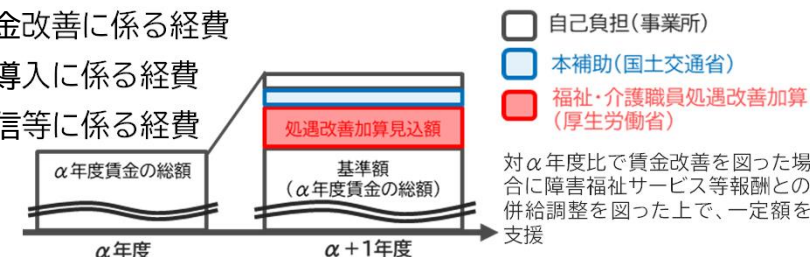 金改善に係る経費
導入に係る経費
信等に係る経費
自己負担(事業所)
本補助(国土交通省)
福祉・介護職員処遇改善加算
(厚生労働省)
処遇改善加算見込額
α年度賃金の総額
基準額
(α年度賃金の総額)
α年度
α+1年度
対α年度比で賃金改善を図った場
合に障害福祉サービス等報酬との
併給調整を図った上で、一定額を
支援